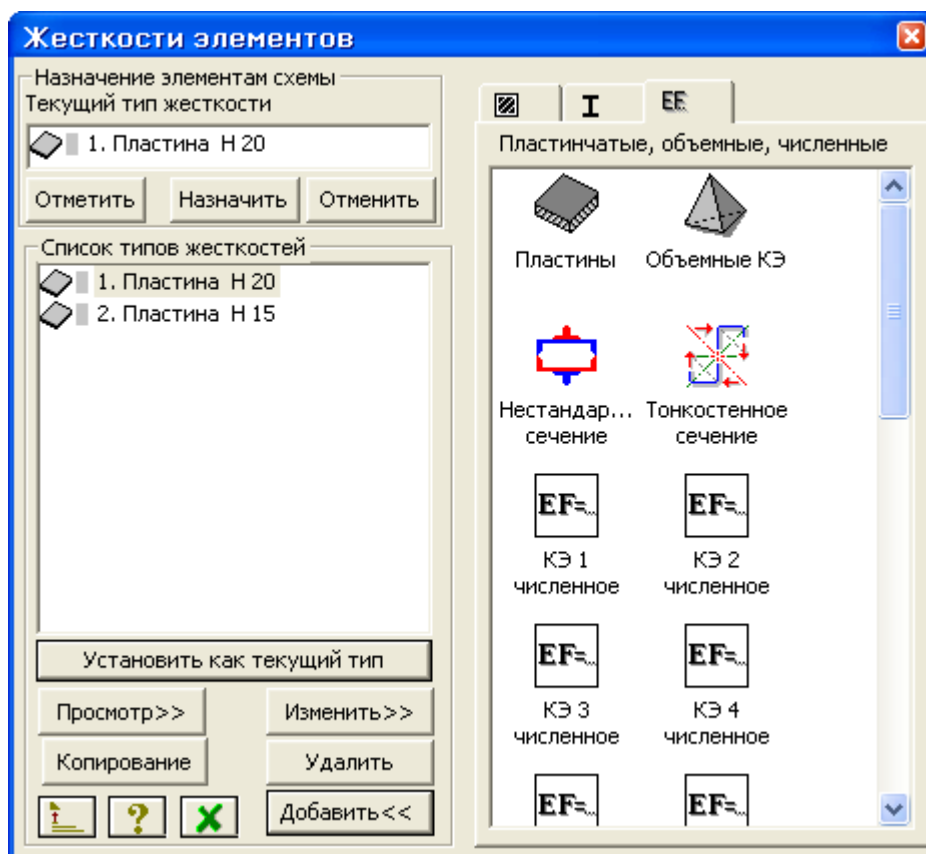 Жесткости элементов
Назначение элементам схемы
Текущий тип жесткости
1. Пластина H 20
Отметить
Назначить
Отменить
Список типов жесткостей
1. Пластина H 20
2. Пластина H 15
Установить как текущий тип
Просмотр>>
Изменить>>
Копирование
Удалить
?
Добавить<<
Пластинчатые, объемные, численные
Пластины
Объемные КЭ
Нестандар...
сечение
Тонкостенное
сечение
EF=...
КЭ 1
численное
EF=...
КЭ 2
численное
EF=...
КЭ 3
численное
EF=...
КЭ 4
численное
EF=...
EF=...